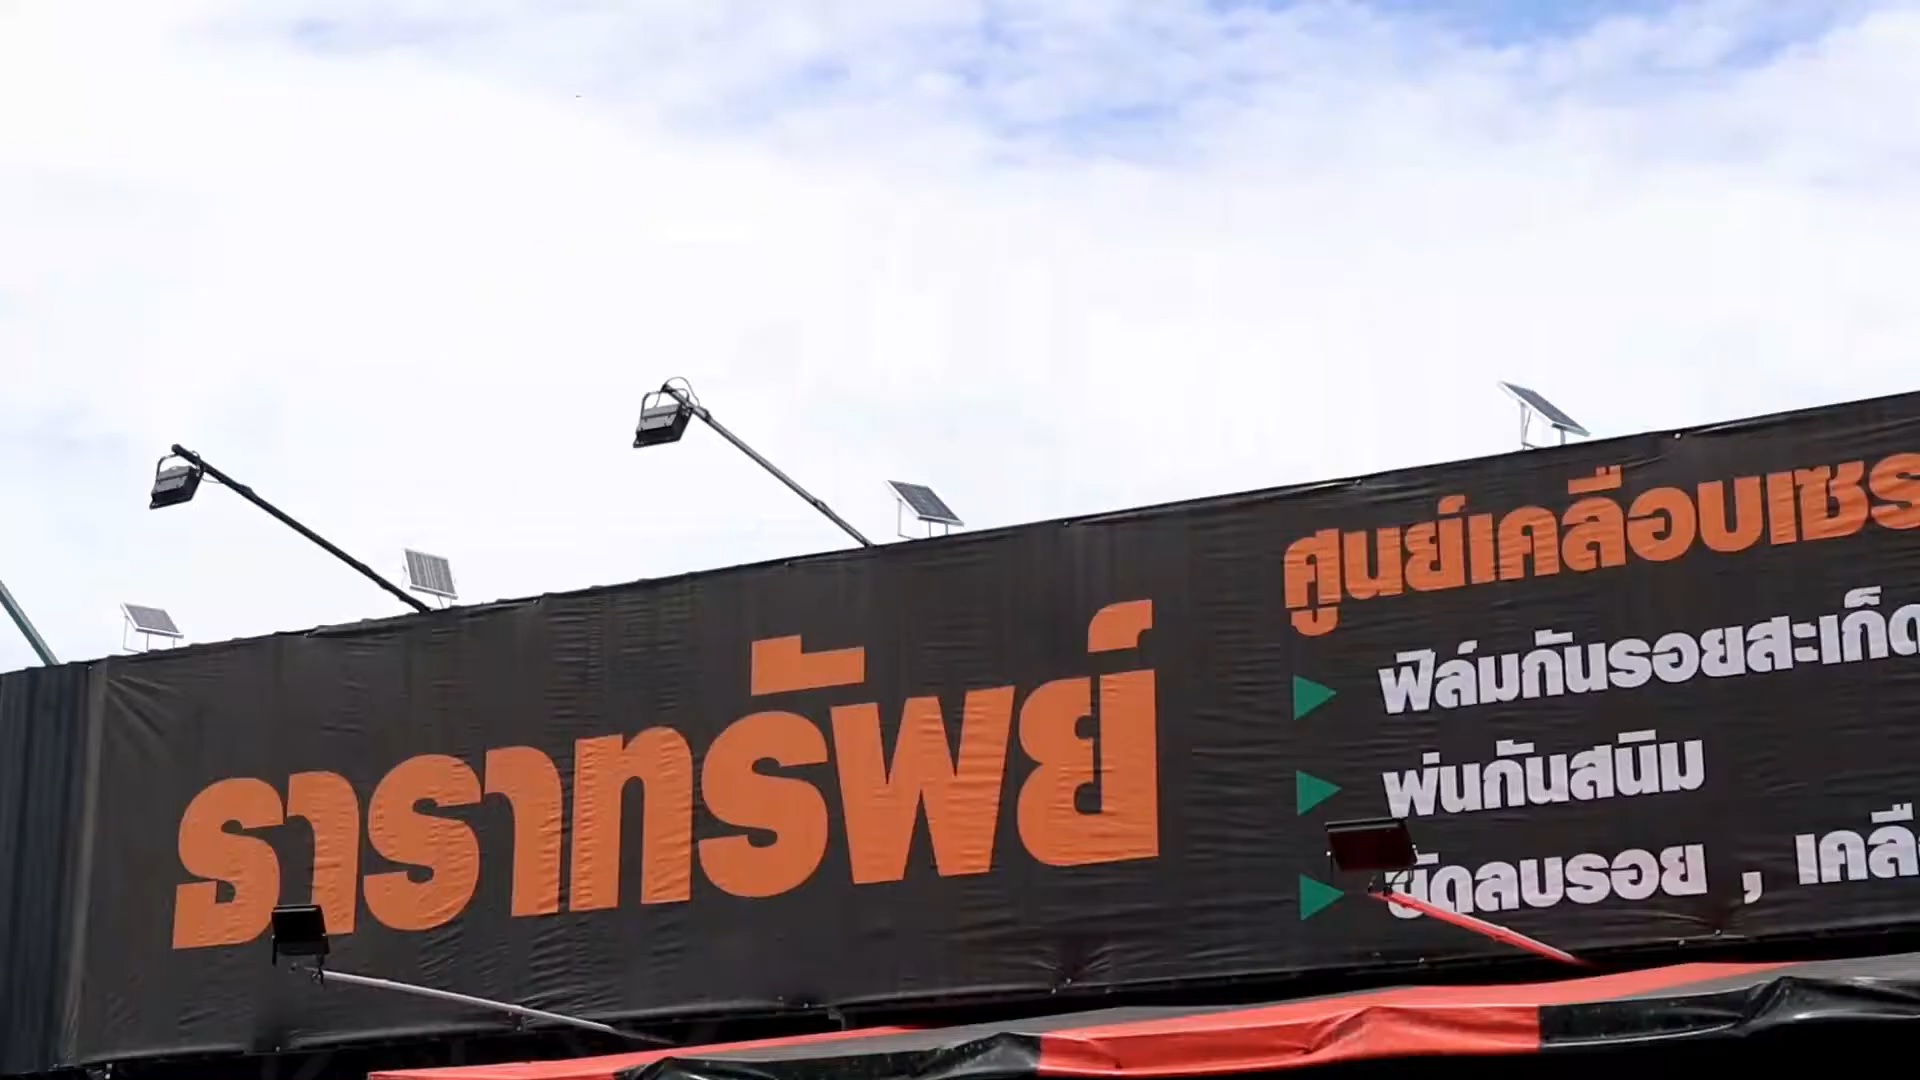 ธาราทรัพย์
ศูนย์เคลือบเซร
ฟิล์มกันรอยสะเก็ด
พ่นกันสนิม
ขัดลบรอย , เคลื